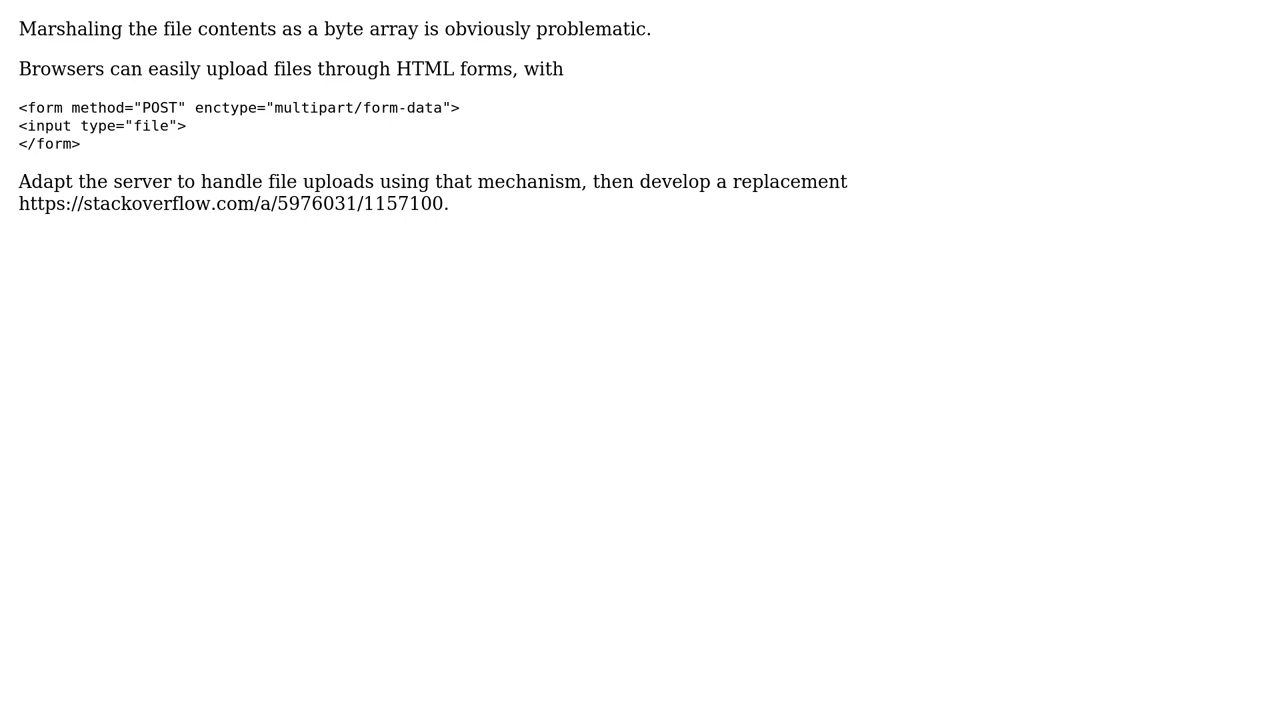 Marshaling the file contents as a byte array is obviously problematic.
Browsers can easily upload files through HTML forms, with
<form method="POST" enctype="multipart/form-data">
<input type="file">
</form>
Adapt the server to handle file uploads using that mechanism, then develop a replacement
https://stackoverflow.com/a/5976031/1157100.